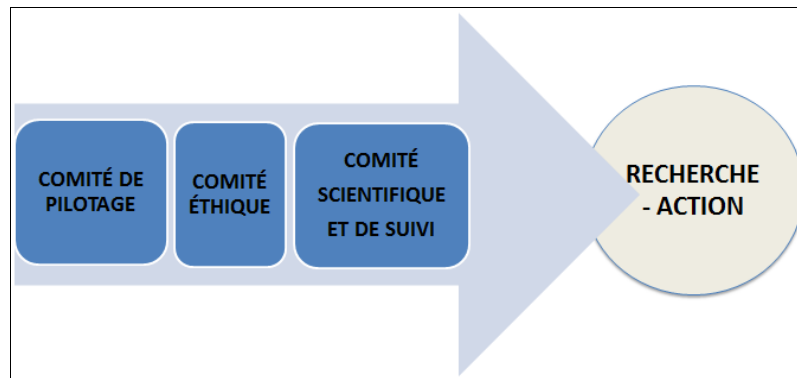 COMITÉ DE
PILOTAGE
COMITÉ
ÉTHIQUE
COMITÉ
SCIENTIFIQUE
ET DE SUIVI
RECHERCHE
- ACTION